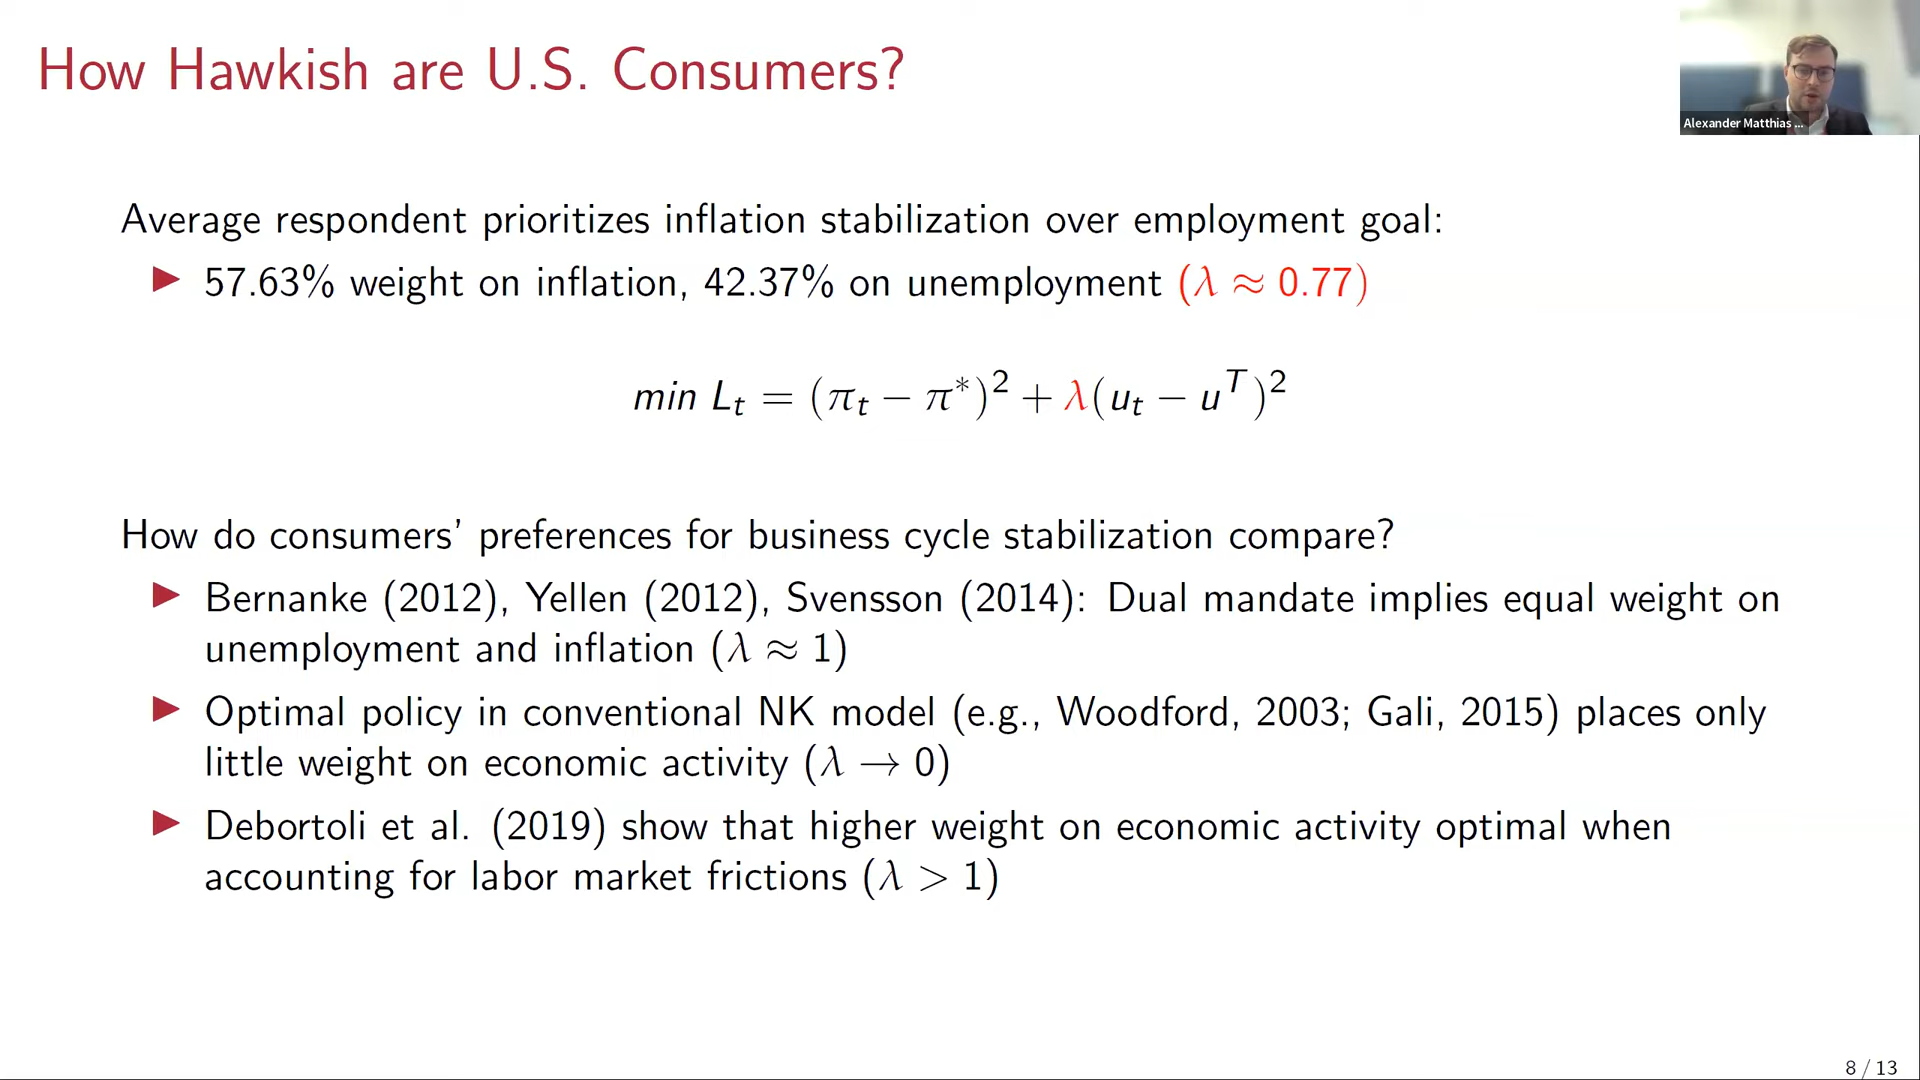 How Hawkish are U.S. Consumers?
Alexander Matthias ...
Average respondent prioritizes inflation stabilization over employment goal:
▶ 57.63% weight on inflation, 42.37% on unemployment (λ ≈ 0.77)
min L_t = (π_t − π*)² + λ(u_t − u^T)²
How do consumers' preferences for business cycle stabilization compare?
▶ Bernanke (2012), Yellen (2012), Svensson (2014): Dual mandate implies equal weight on
unemployment and inflation (λ ≈ 1)
▶ Optimal policy in conventional NK model (e.g., Woodford, 2003; Gali, 2015) places only
little weight on economic activity (λ → 0)
▶ Debortoli et al. (2019) show that higher weight on economic activity optimal when
accounting for labor market frictions (λ > 1)
8 / 13